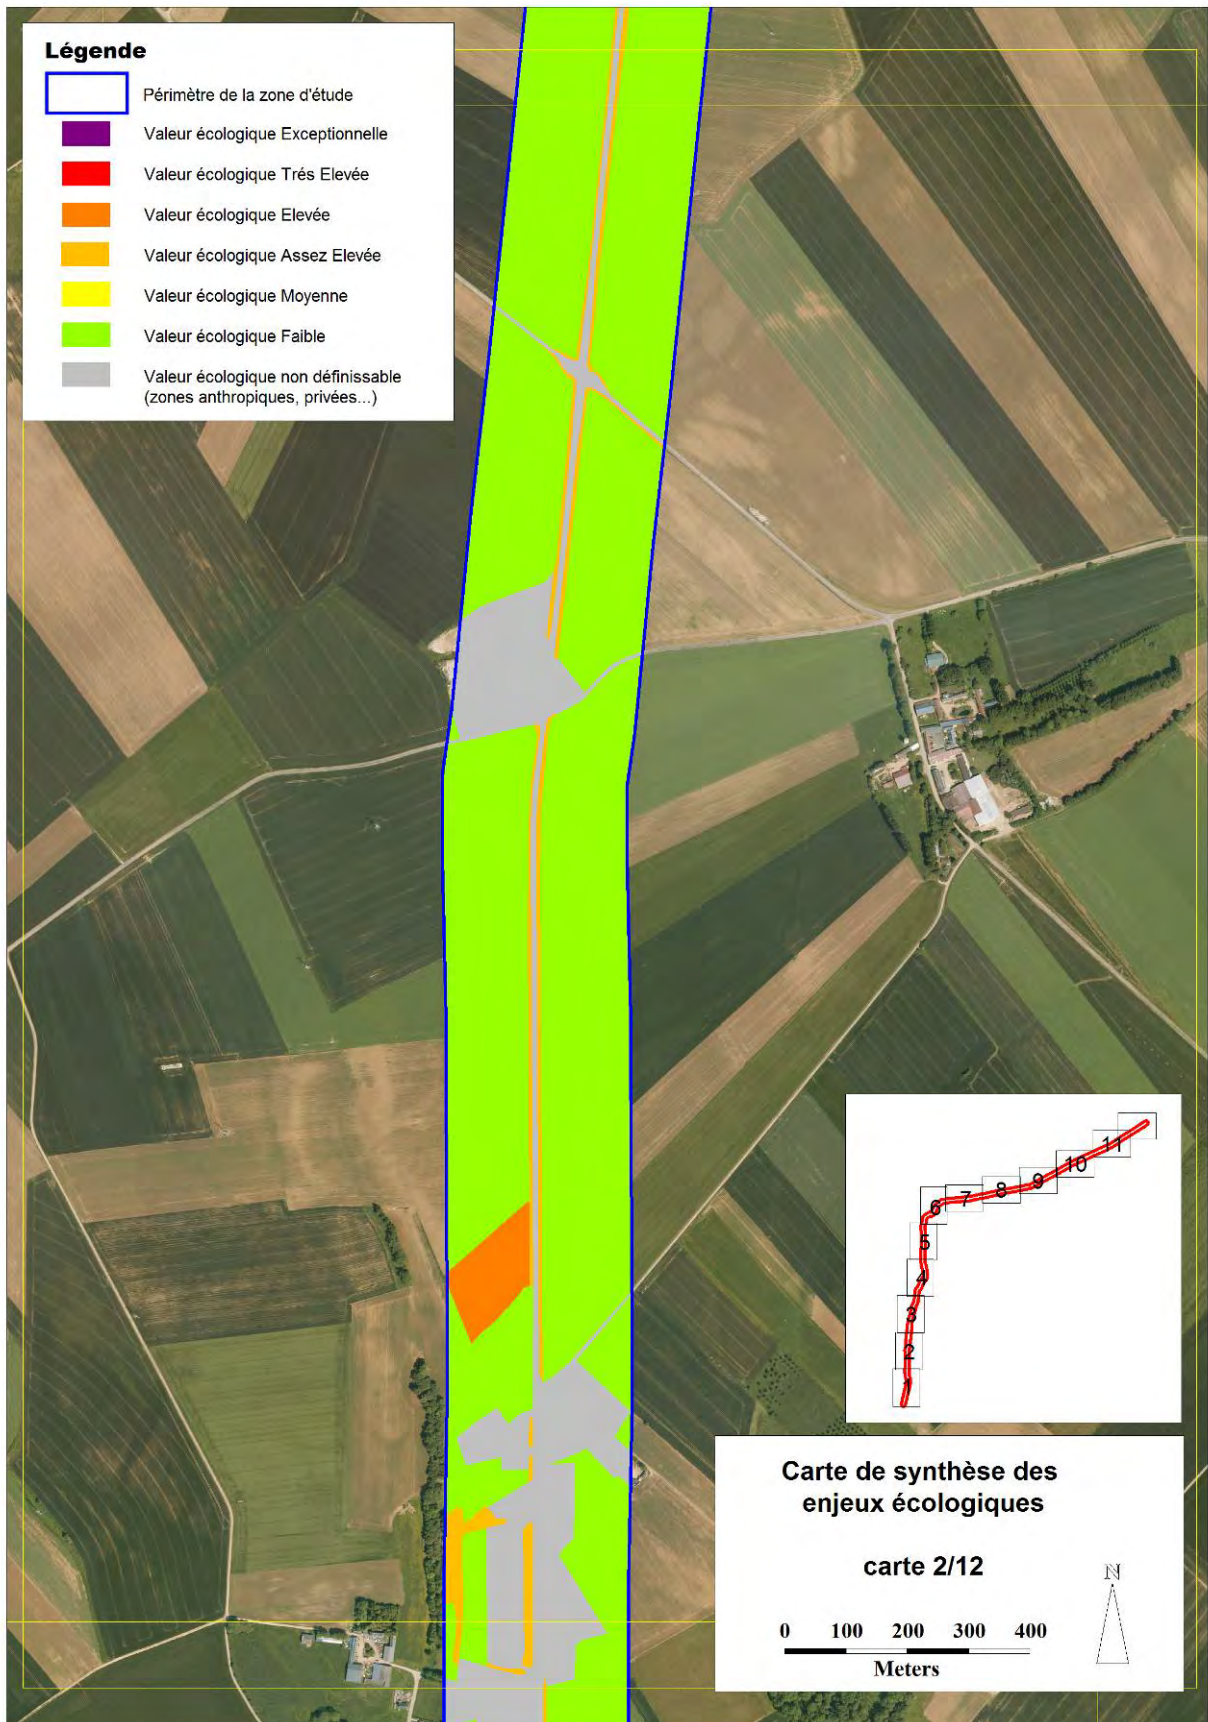 Légende
Périmètre de la zone d'étude
Valeur écologique Exceptionnelle
Valeur écologique Trés Elevée
Valeur écologique Elevée
Valeur écologique Assez Elevée
Valeur écologique Moyenne
Valeur écologique Faible
Valeur écologique non définissable
(zones anthropiques, privées...)
11
10
9
8
7
6
5
4
3
2
1
Carte de synthèse des
enjeux écologiques
carte 2/12
N
0 100 200 300 400
Meters